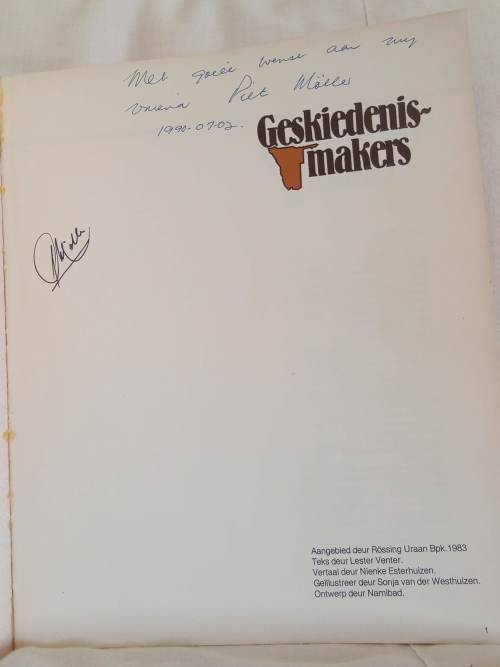 Met goeie wense aan my
vriend Piet Möller
1990-07-02.
Geskiedenis~
makers
Aangebied deur Rössing Uraan Bpk.1983
Teks deur Lester Venter.
Vertaal deur Nienke Esterhuizen.
Geïllustreer deur Sonja van der Westhuizen.
Ontwerp deur Namibad.
1